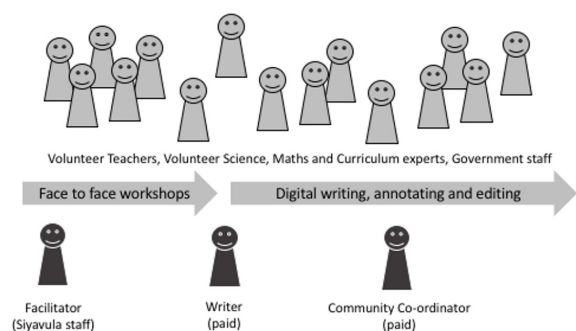 Volunteer Teachers, Volunteer Science, Maths and Curriculum experts, Government staff
Face to face workshops
Digital writing, annotating and editing
Facilitator
(Siyavula staff)
Writer
(paid)
Community Co-ordinator
(paid)